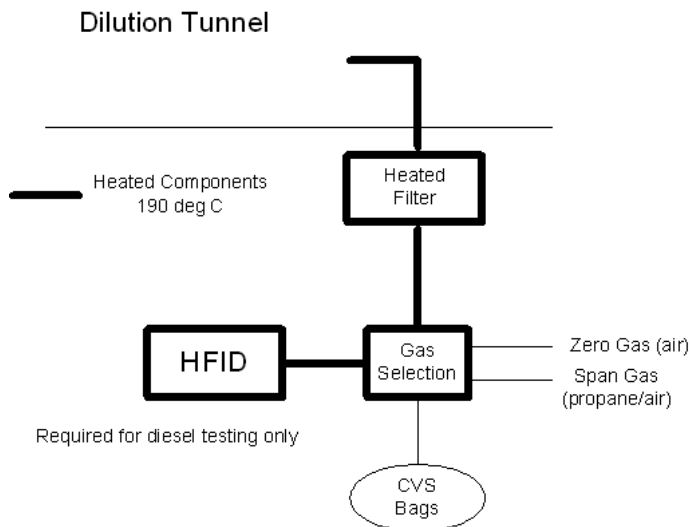 Dilution Tunnel
Heated Components
190 deg C
Heated
Filter
HFID
Gas
Selection
Zero Gas (air)
Span Gas
(propane/air)
Required for diesel testing only
CVS
Bags